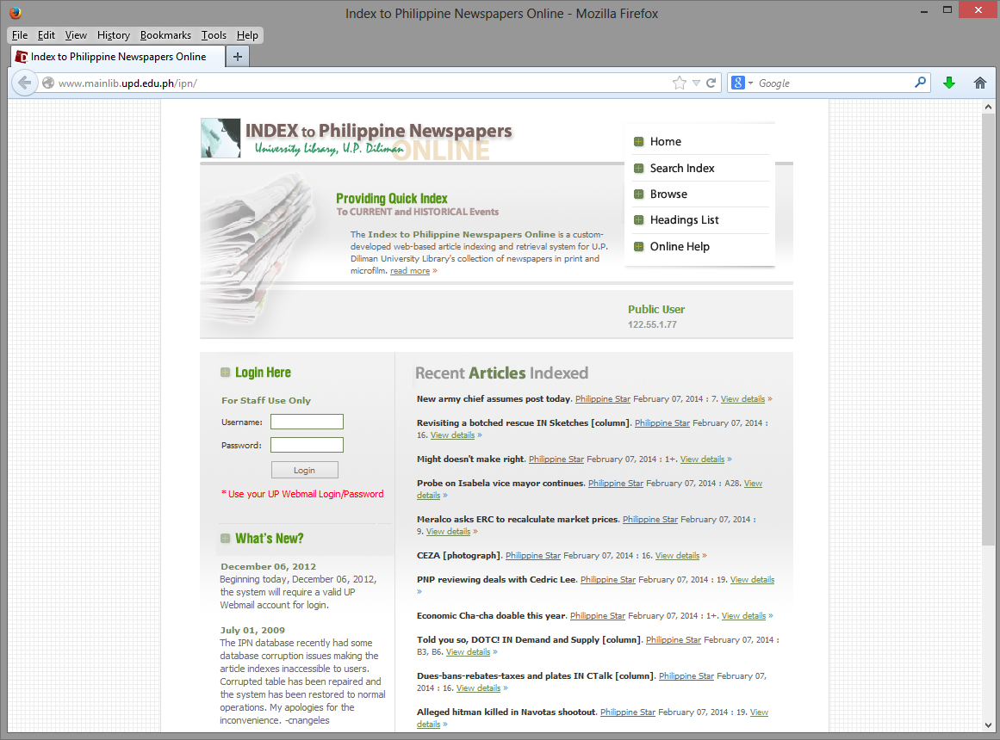 Index to Philippine Newspapers Online - Mozilla Firefox
File Edit View History Bookmarks Tools Help
Index to Philippine Newspapers Online
www.mainlib.upd.edu.ph/ipn/
Google
INDEX to Philippine Newspapers
University Library, U.P. Diliman
ONLINE
Home
Search Index
Browse
Headings List
Online Help
Providing Quick Index
To CURRENT and HISTORICAL Events
The Index to Philippine Newspapers Online is a custom-
developed web-based article indexing and retrieval system for U.P.
Diliman University Library's collection of newspapers in print and
microfilm. read more »
Public User
122.55.1.77
Login Here
For Staff Use Only
Username:
Password:
Login
* Use your UP Webmail Login/Password
What's New?
December 06, 2012
Beginning today, December 06, 2012,
the system will require a valid UP
Webmail account for login.
July 01, 2009
The IPN database recently had some
database corruption issues making the
article indexes inaccessible to users.
Corrupted table has been repaired and
the system has been restored to normal
operations. My apologies for the
inconvenience. -cnangeles
Recent Articles Indexed
New army chief assumes post today. Philippine Star February 07, 2014 : 7. View details »
Revisiting a botched rescue IN Sketches [column]. Philippine Star February 07, 2014 :
16. View details »
Might doesn't make right. Philippine Star February 07, 2014 : 1+. View details »
Probe on Isabela vice mayor continues. Philippine Star February 07, 2014 : A28. View
details »
Meralco asks ERC to recalculate market prices. Philippine Star February 07, 2014 :
9. View details »
CEZA [photograph]. Philippine Star February 07, 2014 : 16. View details »
PNP reviewing deals with Cedric Lee. Philippine Star February 07, 2014 : 19. View details
»
Economic Cha-cha doable this year. Philippine Star February 07, 2014 : 1+. View details »
Told you so, DOTC! IN Demand and Supply [column]. Philippine Star February 07, 2014 :
B3, B6. View details »
Dues-bans-rebates-taxes and plates IN CTalk [column]. Philippine Star February 07,
2014 : 16. View details »
Alleged hitman killed in Navotas shootout. Philippine Star February 07, 2014 : 19. View
details »